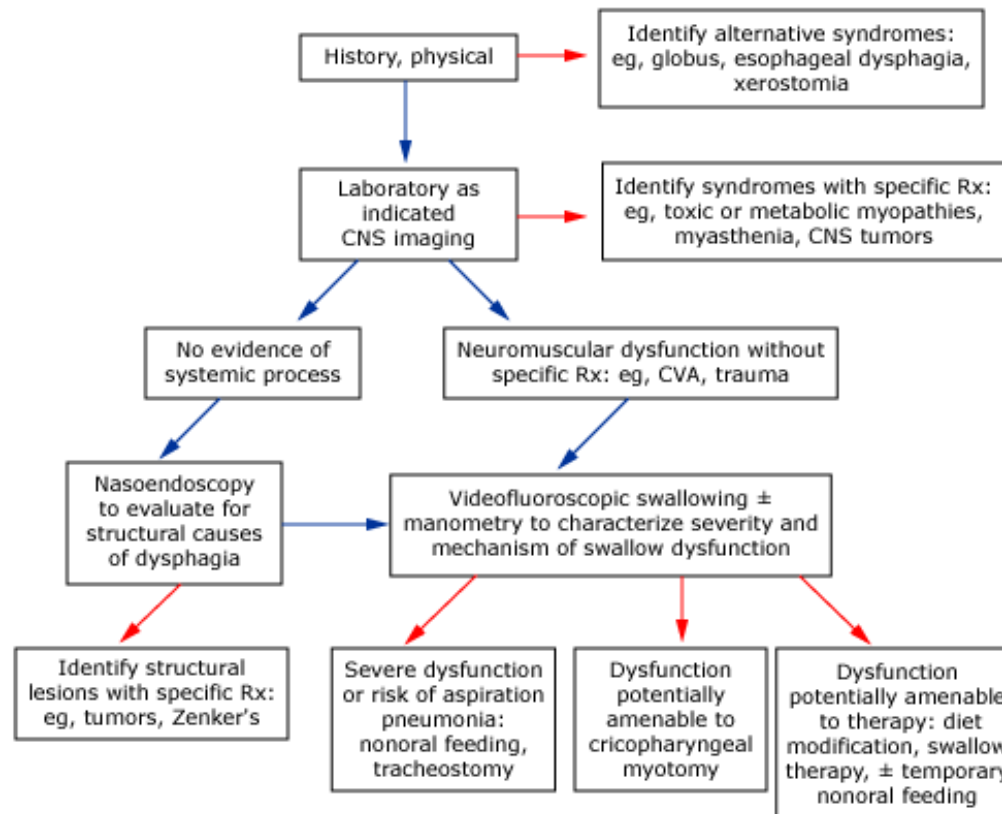 History, physical
Identify alternative syndromes:
eg, globus, esophageal dysphagia,
xerostomia
Laboratory as
indicated
CNS imaging
Identify syndromes with specific Rx:
eg, toxic or metabolic myopathies,
myasthenia, CNS tumors
No evidence of
systemic process
Neuromuscular dysfunction without
specific Rx: eg, CVA, trauma
Nasoendoscopy
to evaluate for
structural causes
of dysphagia
Videofluoroscopic swallowing ±
manometry to characterize severity and
mechanism of swallow dysfunction
Identify structural
lesions with specific Rx:
eg, tumors, Zenker's
Severe dysfunction
or risk of aspiration
pneumonia:
nonoral feeding,
tracheostomy
Dysfunction
potentially
amenable to
cricopharyngeal
myotomy
Dysfunction
potentially amenable
to therapy: diet
modification, swallow
therapy, ± temporary
nonoral feeding